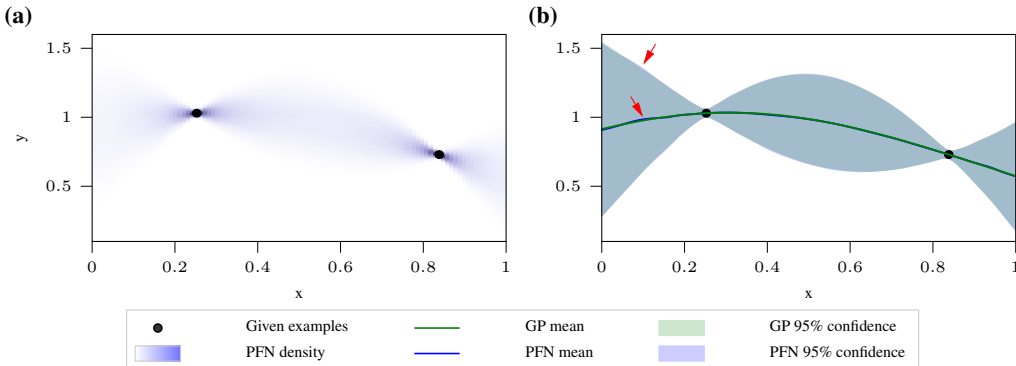 (a)
(b)
1.5
1
0.5
y
0
0.2
0.4
0.6
0.8
1
x
1.5
1
0.5
0
0.2
0.4
0.6
0.8
1
x
Given examples
GP mean
GP 95% confidence
PFN density
PFN mean
PFN 95% confidence